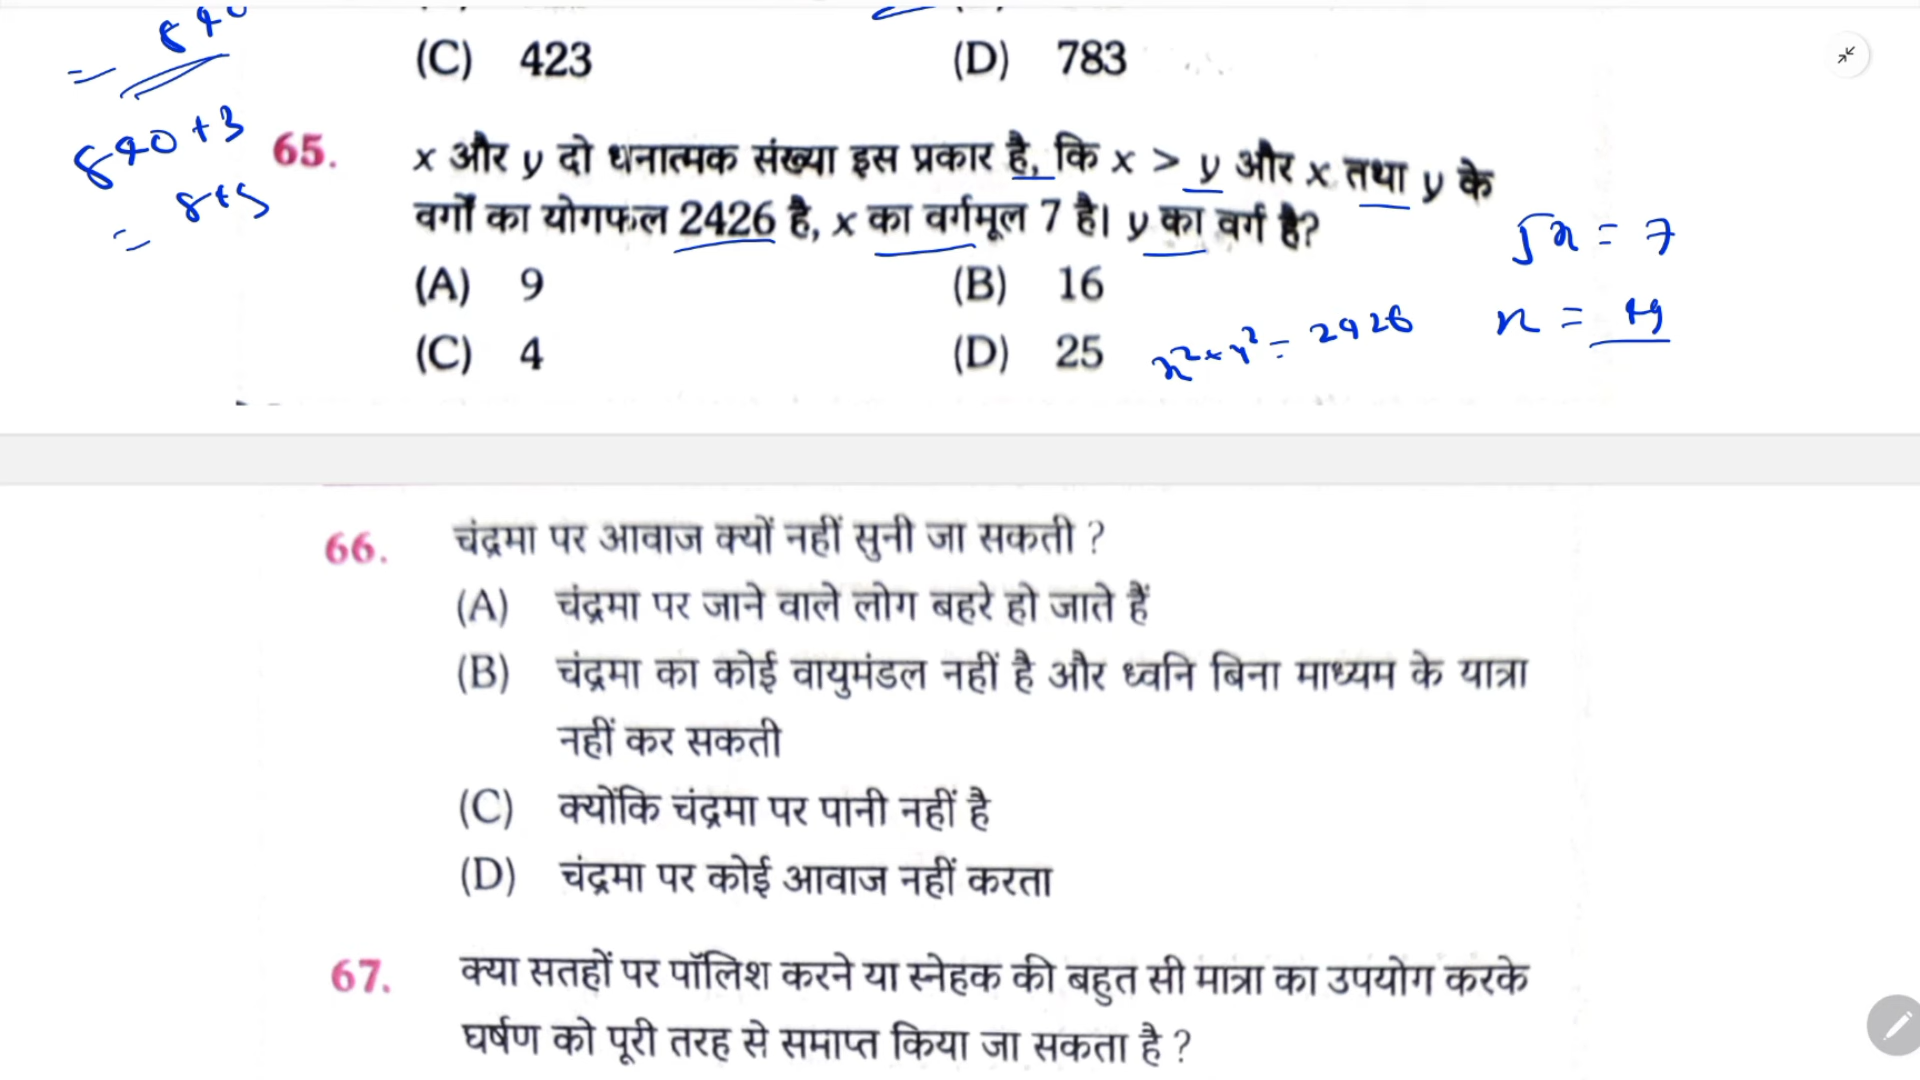 (C) 423 (D) 783
840 + 3
= 845
65. x और y दो धनात्मक संख्या इस प्रकार है, कि x > y और x तथा y के
वर्गों का योगफल 2426 है, x का वर्गमूल 7 है। y का वर्ग है?
√x = 7
(A) 9 (B) 16
x = 49
(C) 4 (D) 25
x² + y² = 2426
66. चंद्रमा पर आवाज क्यों नहीं सुनी जा सकती ?
(A) चंद्रमा पर जाने वाले लोग बहरे हो जाते हैं
(B) चंद्रमा का कोई वायुमंडल नहीं है और ध्वनि बिना माध्यम के यात्रा
नहीं कर सकती
(C) क्योंकि चंद्रमा पर पानी नहीं है
(D) चंद्रमा पर कोई आवाज नहीं करता
67. क्या सतहों पर पॉलिश करने या स्नेहक की बहुत सी मात्रा का उपयोग करके
घर्षण को पूरी तरह से समाप्त किया जा सकता है ?